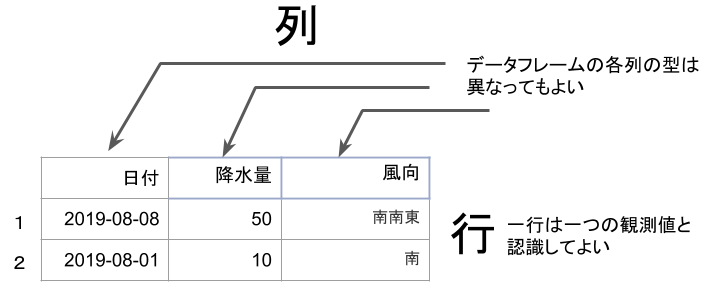 列
データフレームの各列の型は
異なってもよい
日付 降水量 風向
1 2019-08-08 50 南南東
2 2019-08-01 10 南
行
一行は一つの観測値と
認識してよい